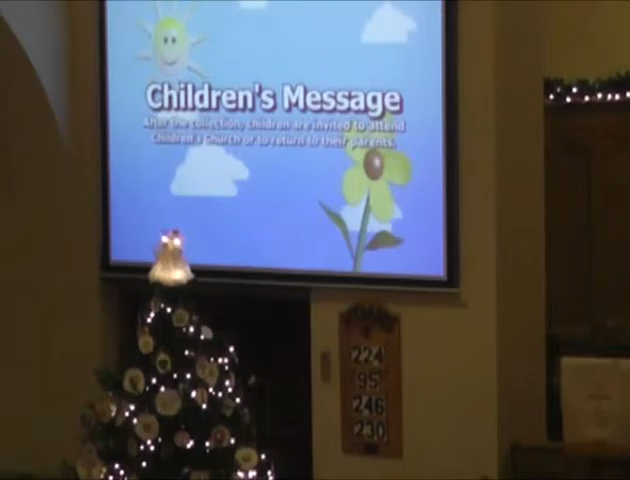 Children's Message
After the collection, children are invited to attend
Children's Church or to return to their parents.
224
95
246
230